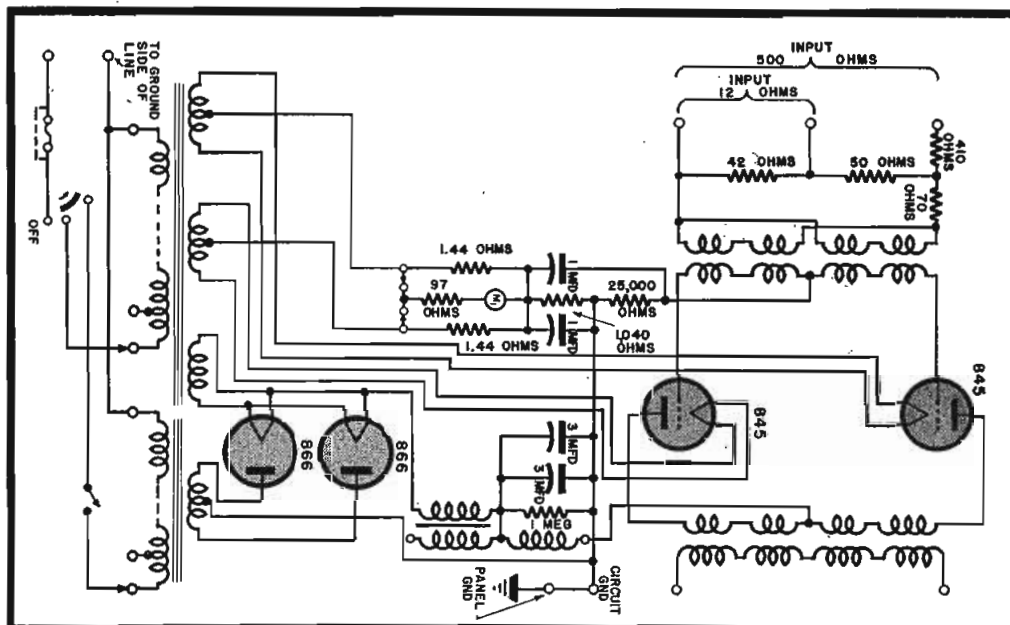 INPUT
500 OHMS
INPUT
12 OHMS
TO GROUND
SIDE OF
LINE
OFF
42 OHMS
50 OHMS
410
OHMS
70
OHMS
1.44 OHMS
1 MFD
97
OHMS
M1
25,000
OHMS
1040
OHMS
1 MFD
1.44 OHMS
845
845
866
866
3 MFD
3 MFD
1 MEG
CIRCUIT
GND
PANEL
GND